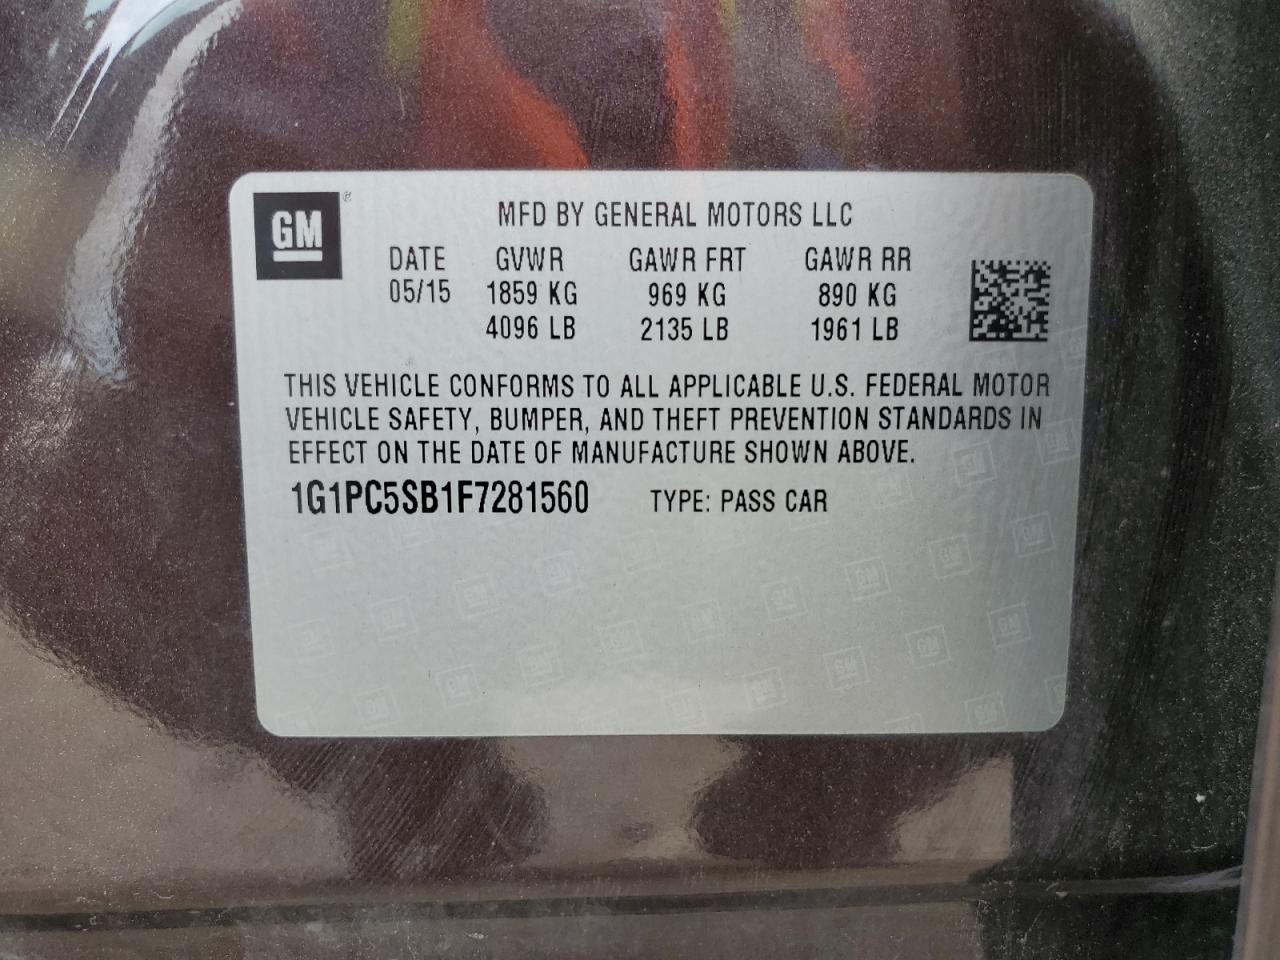 GM ®
MFD BY GENERAL MOTORS LLC
DATE GVWR GAWR FRT GAWR RR
05/15 1859 KG 969 KG 890 KG
4096 LB 2135 LB 1961 LB
THIS VEHICLE CONFORMS TO ALL APPLICABLE U.S. FEDERAL MOTOR
VEHICLE SAFETY, BUMPER, AND THEFT PREVENTION STANDARDS IN
EFFECT ON THE DATE OF MANUFACTURE SHOWN ABOVE.
1G1PC5SB1F7281560 TYPE: PASS CAR